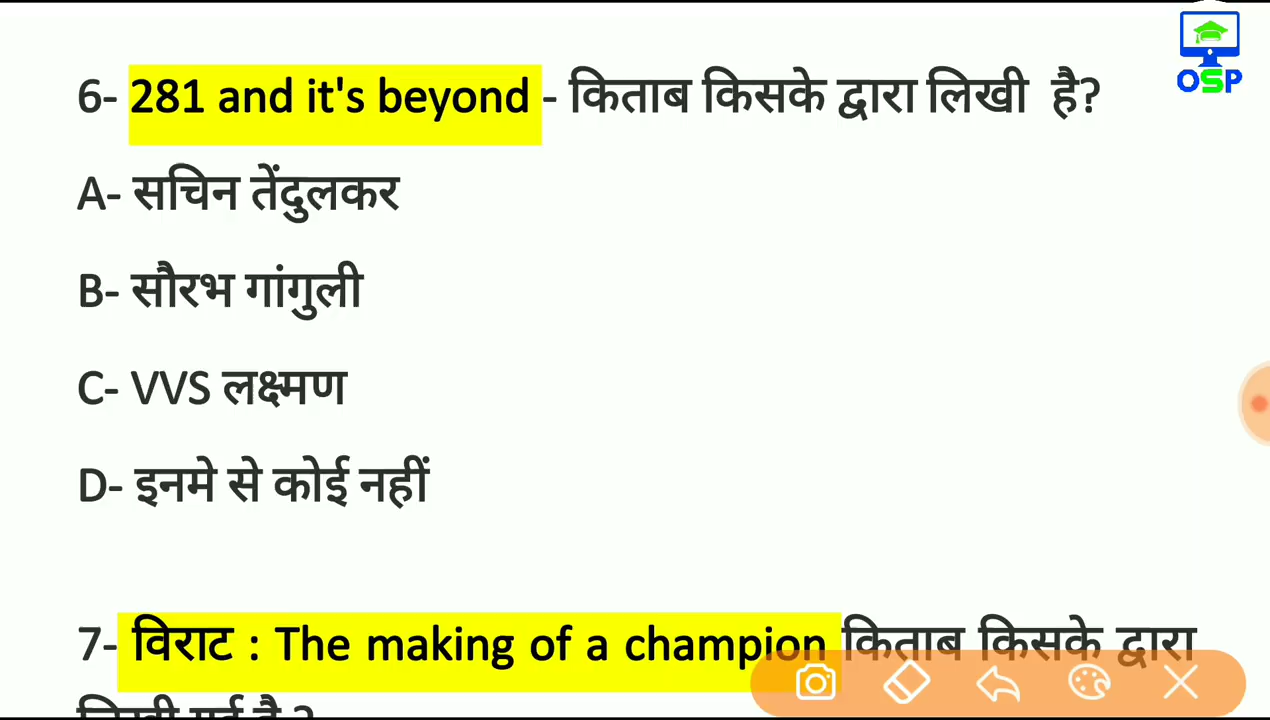 OSP
6- 281 and it's beyond - किताब किसके द्वारा लिखी है?
A- सचिन तेंदुलकर
B- सौरभ गांगुली
C- VVS लक्ष्मण
D- इनमे से कोई नहीं
7- विराट : The making of a champion किताब किसके द्वारा